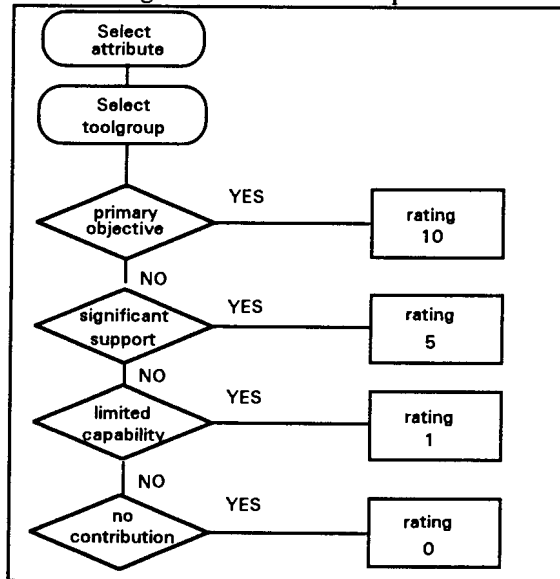 Select
attribute
Select
toolgroup
YES
primary
objective
rating
10
NO
significant
support
YES
rating
5
NO
limited
capability
YES
rating
1
NO
no
contribution
YES
rating
0